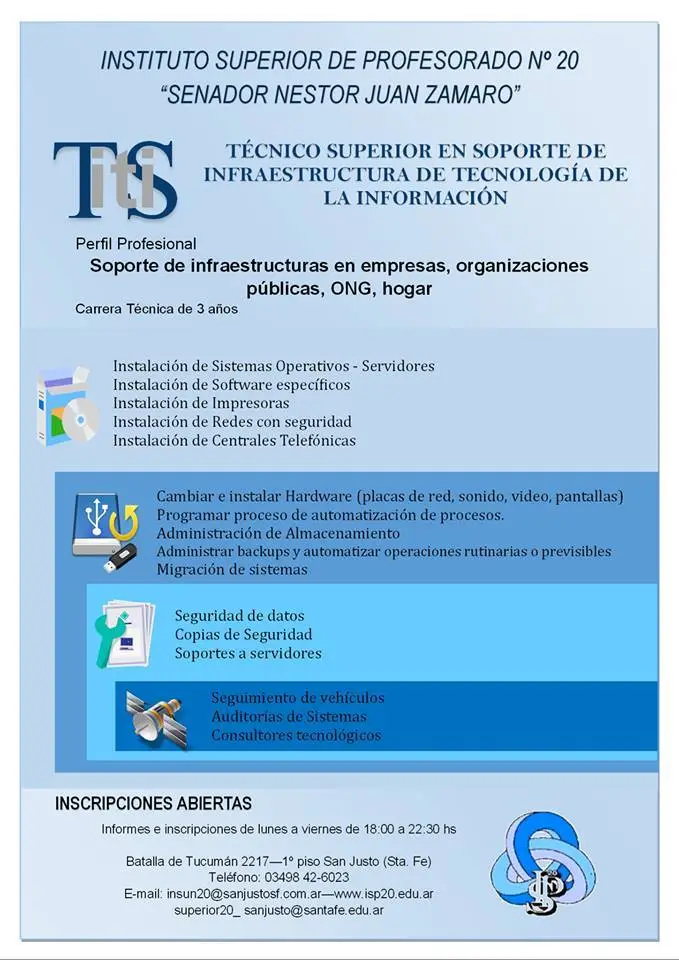 INSTITUTO SUPERIOR DE PROFESORADO Nº 20
“SENADOR NESTOR JUAN ZAMARO”
TitiS
TÉCNICO SUPERIOR EN SOPORTE DE
INFRAESTRUCTURA DE TECNOLOGÍA DE
LA INFORMACIÓN
Perfil Profesional
Soporte de infraestructuras en empresas, organizaciones
públicas, ONG, hogar
Carrera Técnica de 3 años
Instalación de Sistemas Operativos - Servidores
Instalación de Software específicos
Instalación de Impresoras
Instalación de Redes con seguridad
Instalación de Centrales Telefónicas
Cambiar e instalar Hardware (placas de red, sonido, video, pantallas)
Programar proceso de automatización de procesos.
Administración de Almacenamiento
Administrar backups y automatizar operaciones rutinarias o previsibles
Migración de sistemas
Seguridad de datos
Copias de Seguridad
Soportes a servidores
Seguimiento de vehículos
Auditorías de Sistemas
Consultores tecnológicos
INSCRIPCIONES ABIERTAS
Informes e inscripciones de lunes a viernes de 18:00 a 22:30 hs
Batalla de Tucumán 2217—1º piso San Justo (Sta. Fe)
Teléfono: 03498 42-6023
E-mail: insun20@sanjustosf.com.ar—www.isp20.edu.ar
superior20_ sanjusto@santafe.edu.ar